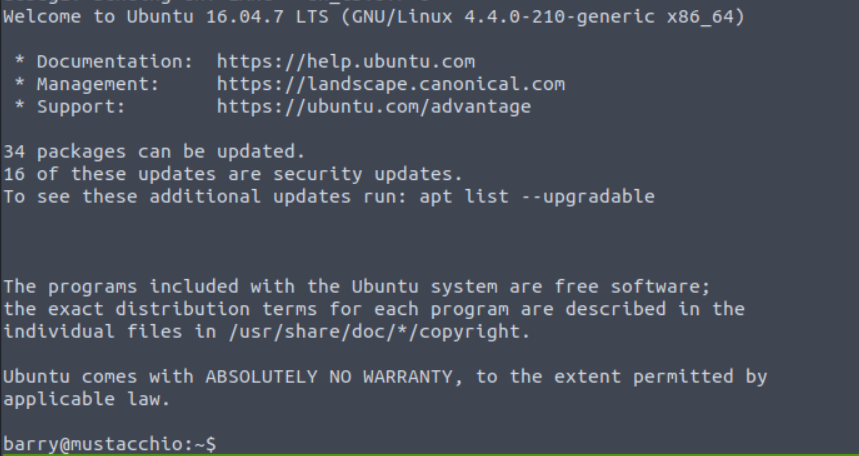 Welcome to Ubuntu 16.04.7 LTS (GNU/Linux 4.4.0-210-generic x86_64)
* Documentation:  https://help.ubuntu.com
* Management:     https://landscape.canonical.com
* Support:        https://ubuntu.com/advantage
34 packages can be updated.
16 of these updates are security updates.
To see these additional updates run: apt list --upgradable
The programs included with the Ubuntu system are free software;
the exact distribution terms for each program are described in the
individual files in /usr/share/doc/*/copyright.
Ubuntu comes with ABSOLUTELY NO WARRANTY, to the extent permitted by
applicable law.
barry@mustacchio:~$